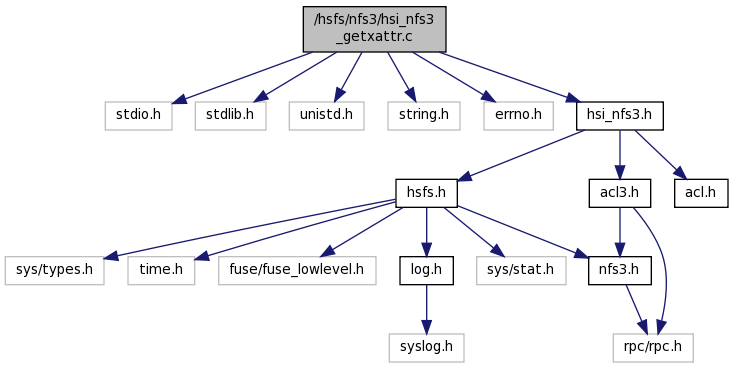 /hsfs/nfs3/hsi_nfs3
_getxattr.c
stdio.h
stdlib.h
unistd.h
string.h
errno.h
hsi_nfs3.h
hsfs.h
acl3.h
acl.h
sys/types.h
time.h
fuse/fuse_lowlevel.h
log.h
sys/stat.h
nfs3.h
syslog.h
rpc/rpc.h